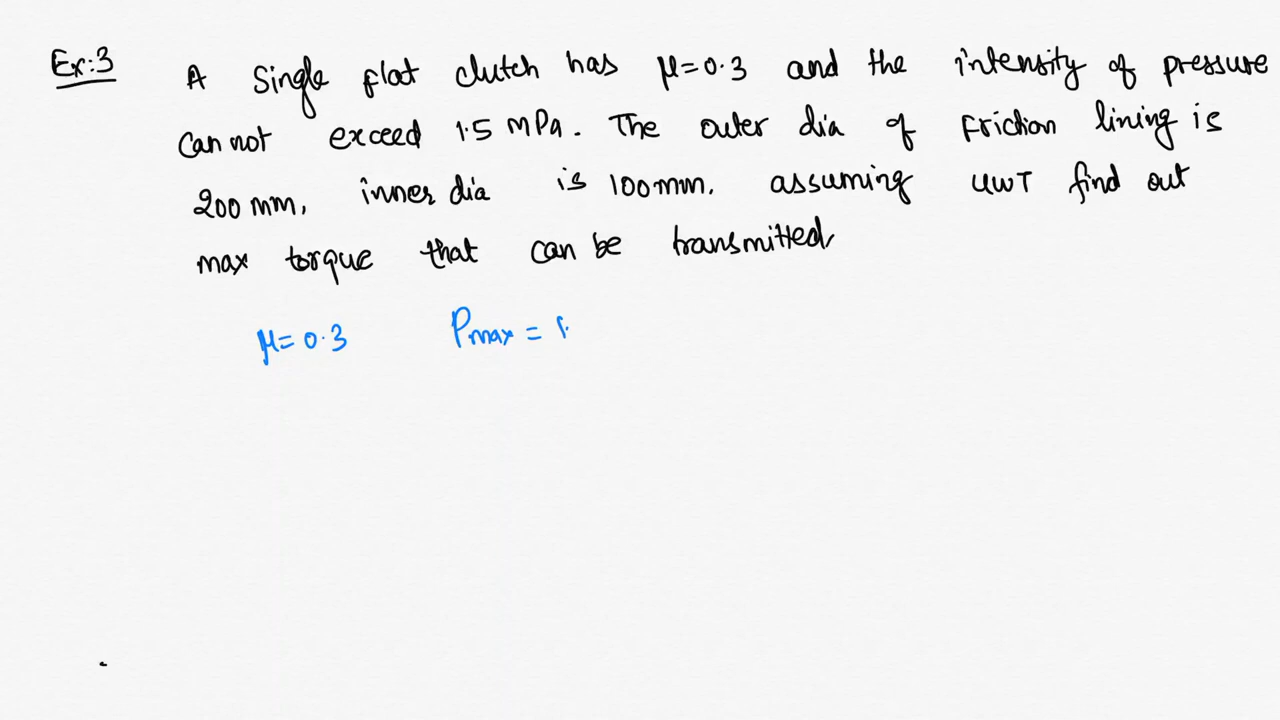 Ex:3
A single flat clutch has μ=0.3 and the intensity of pressure
can not exceed 1.5 MPa. The outer dia of friction lining is
200 mm, inner dia is 100mm. assuming UWT find out
max torque that can be transmitted
μ=0.3 Pmax = 1.